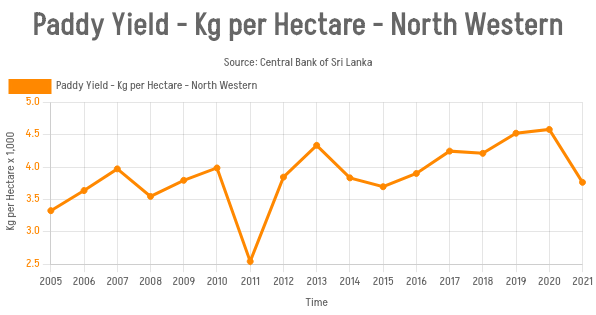 Paddy Yield - Kg per Hectare - North Western
Source: Central Bank of Sri Lanka
Paddy Yield - Kg per Hectare - North Western
Kg per Hectare x 1,000
5.0
4.5
4.0
3.5
3.0
2.5
2005 2006 2007 2008 2009 2010 2011 2012 2013 2014 2015 2016 2017 2018 2019 2020 2021
Time